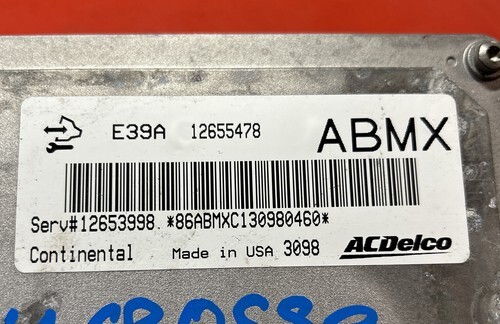 E39A 12655478 ABMX
Serv#12653998 *86ABMXC130980460*
Continental Made in USA 3098 ACDelco